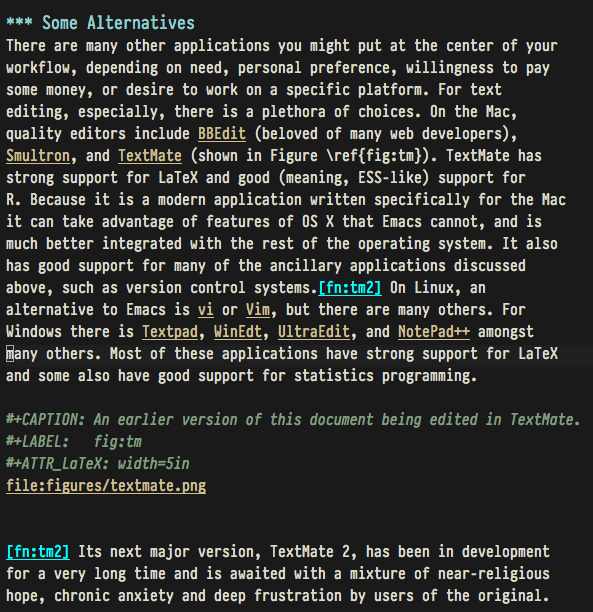 *** Some Alternatives
There are many other applications you might put at the center of your
workflow, depending on need, personal preference, willingness to pay
some money, or desire to work on a specific platform. For text
editing, especially, there is a plethora of choices. On the Mac,
quality editors include BBEdit (beloved of many web developers),
Smultron, and TextMate (shown in Figure \ref{fig:tm}). TextMate has
strong support for LaTeX and good (meaning, ESS-like) support for
R. Because it is a modern application written specifically for the Mac
it can take advantage of features of OS X that Emacs cannot, and is
much better integrated with the rest of the operating system. It also
has good support for many of the ancillary applications discussed
above, such as version control systems.[fn:tm2] On Linux, an
alternative to Emacs is vi or Vim, but there are many others. For
Windows there is Textpad, WinEdt, UltraEdit, and NotePad++ amongst
many others. Most of these applications have strong support for LaTeX
and some also have good support for statistics programming.
#+CAPTION: An earlier version of this document being edited in TextMate.
#+LABEL: fig:tm
#+ATTR_LaTeX: width=5in
file:figures/textmate.png
[fn:tm2] Its next major version, TextMate 2, has been in development
for a very long time and is awaited with a mixture of near-religious
hope, chronic anxiety and deep frustration by users of the original.